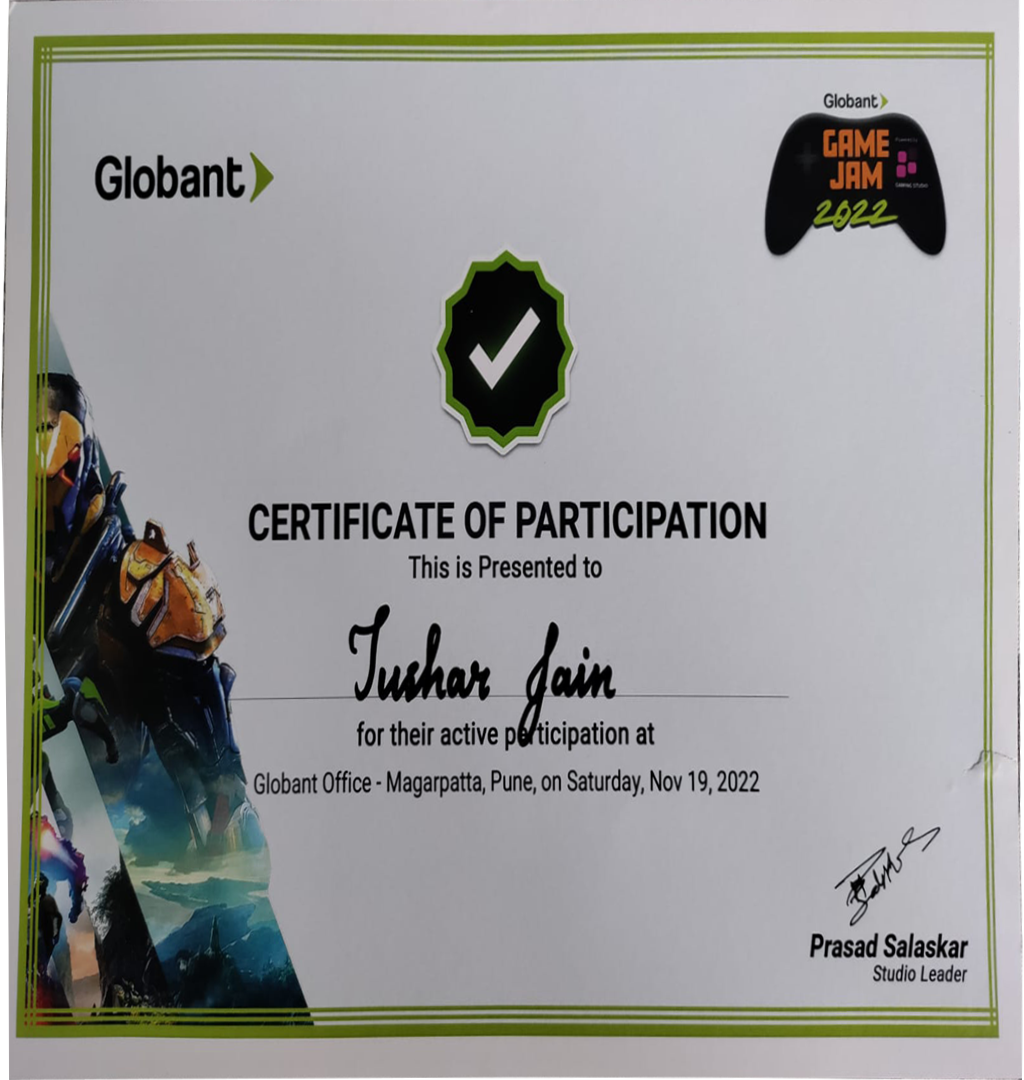 Globant
Globant
GAME
JAM
2022
Powered by
GAMING STUDIO
CERTIFICATE OF PARTICIPATION
This is Presented to
Tushar Jain
for their active participation at
Globant Office - Magarpatta, Pune, on Saturday, Nov 19, 2022
Prasad Salaskar
Studio Leader